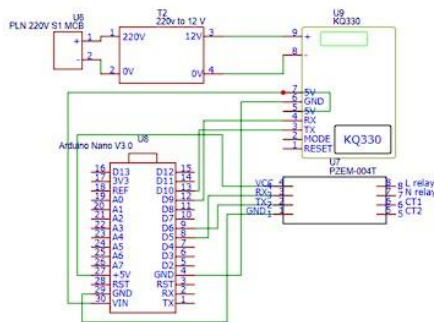 U6
PLN 220V S1 MCB
+ 1
- 2
T2
220v to 12 V
1 220V 12V 3
2 0V 0V 4
U9
KQ330
9 +
8 -
7 5V
6 GND
5 5V
4 RX
3 TX
2 MODE
1 RESET
KQ330
U8
Arduino Nano V3.0
16 D13 D12 15
17 3V3 D11 14
18 REF D10 13
19 A0 D9 12
20 A1 D8 11
21 A2 D7 10
22 A3 D6 9
23 A4 D5 8
24 A5 D4 7
25 A6 D3 6
26 A7 D2 5
27 +5V GND 4
28 RST RST 3
29 GND RX 2
30 VIN TX 1
U7
PZEM-004T
VCC 4
RX 3
TX 2
GND 1
8 L relay
7 N relay
6 CT1
5 CT2